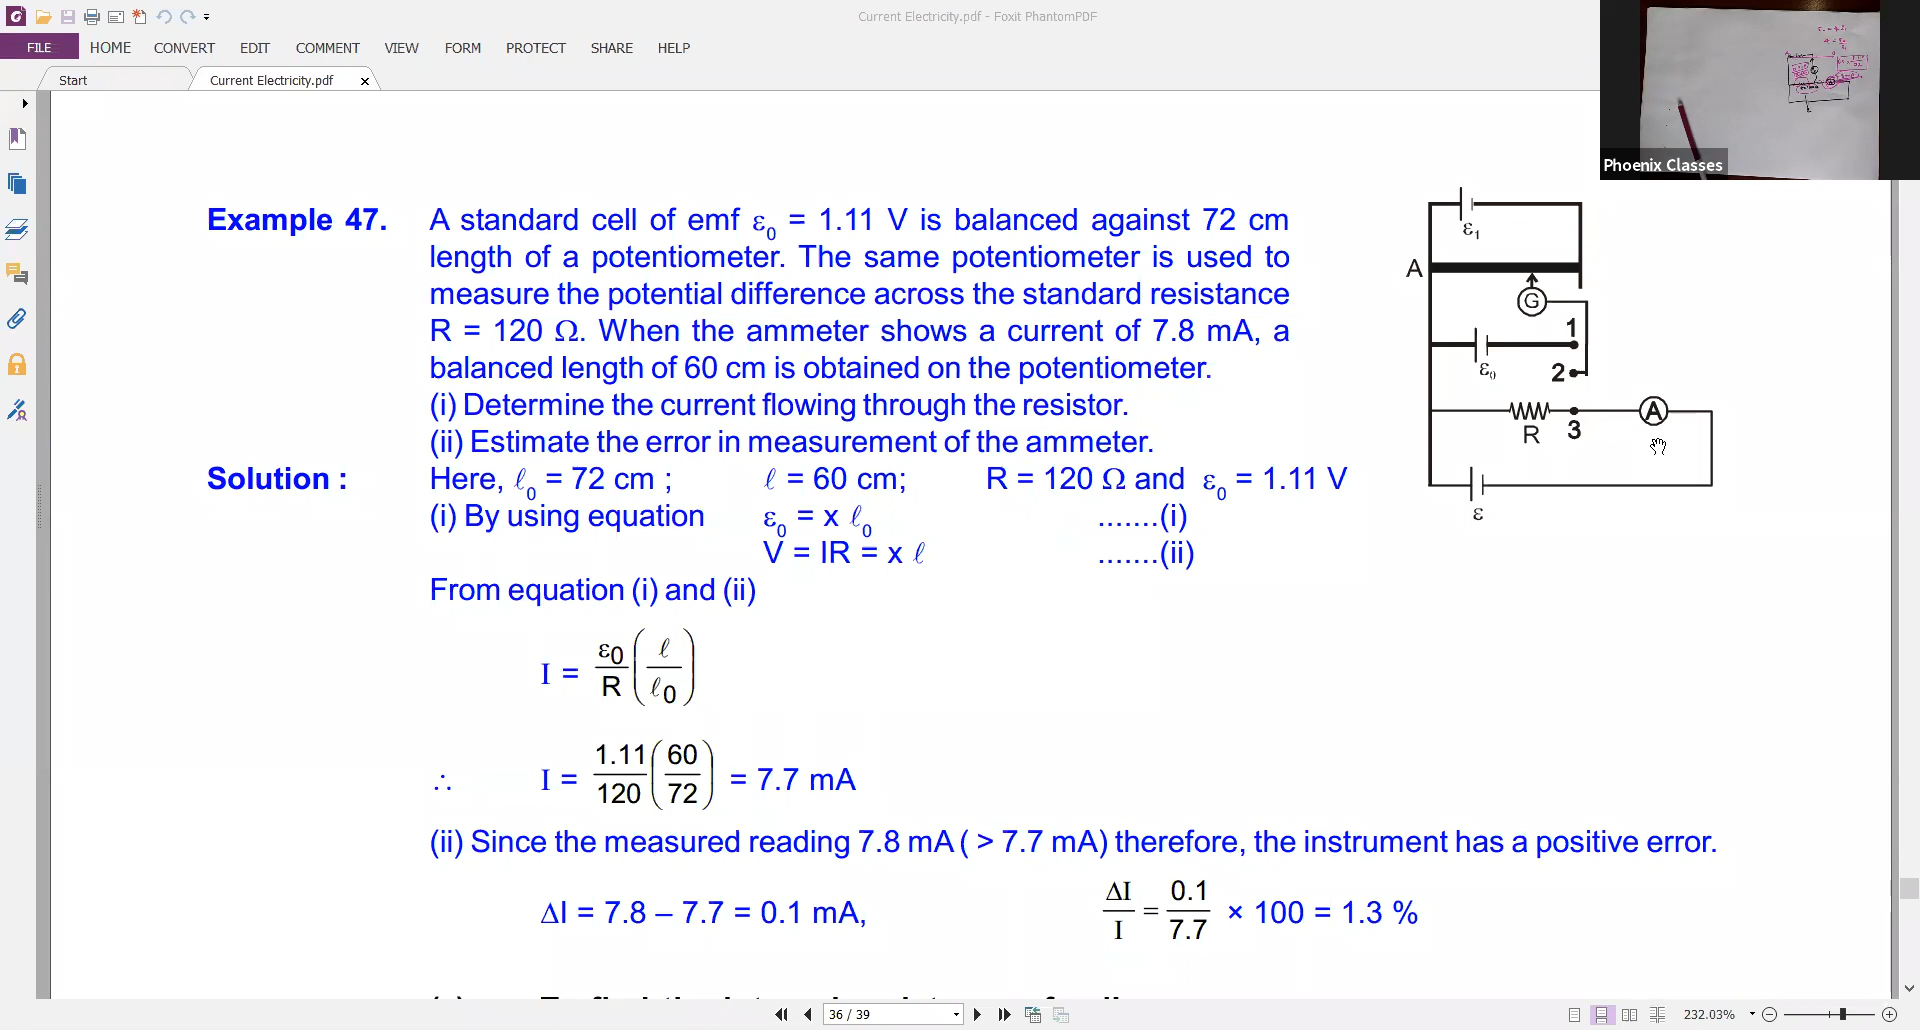 Current Electricity.pdf - Foxit PhantomPDF
FILE HOME CONVERT EDIT COMMENT VIEW FORM PROTECT SHARE HELP
Start Current Electricity.pdf x
Phoenix Classes
Example 47. A standard cell of emf ε0 = 1.11 V is balanced against 72 cm
length of a potentiometer. The same potentiometer is used to
measure the potential difference across the standard resistance
R = 120 Ω. When the ammeter shows a current of 7.8 mA, a
balanced length of 60 cm is obtained on the potentiometer.
(i) Determine the current flowing through the resistor.
(ii) Estimate the error in measurement of the ammeter.
ε1
A
G
1
ε0
2
A
R 3
ε
Solution : Here, ℓ0 = 72 cm ; ℓ = 60 cm; R = 120 Ω and ε0 = 1.11 V
(i) By using equation ε0 = x ℓ0 .......(i)
V = IR = x ℓ .......(ii)
From equation (i) and (ii)
I = ε0/R (ℓ/ℓ0)
∴ I = 1.11/120 (60/72) = 7.7 mA
(ii) Since the measured reading 7.8 mA ( > 7.7 mA) therefore, the instrument has a positive error.
ΔI = 7.8 – 7.7 = 0.1 mA, ΔI/I = 0.1/7.7 × 100 = 1.3 %
36 / 39
232.03%